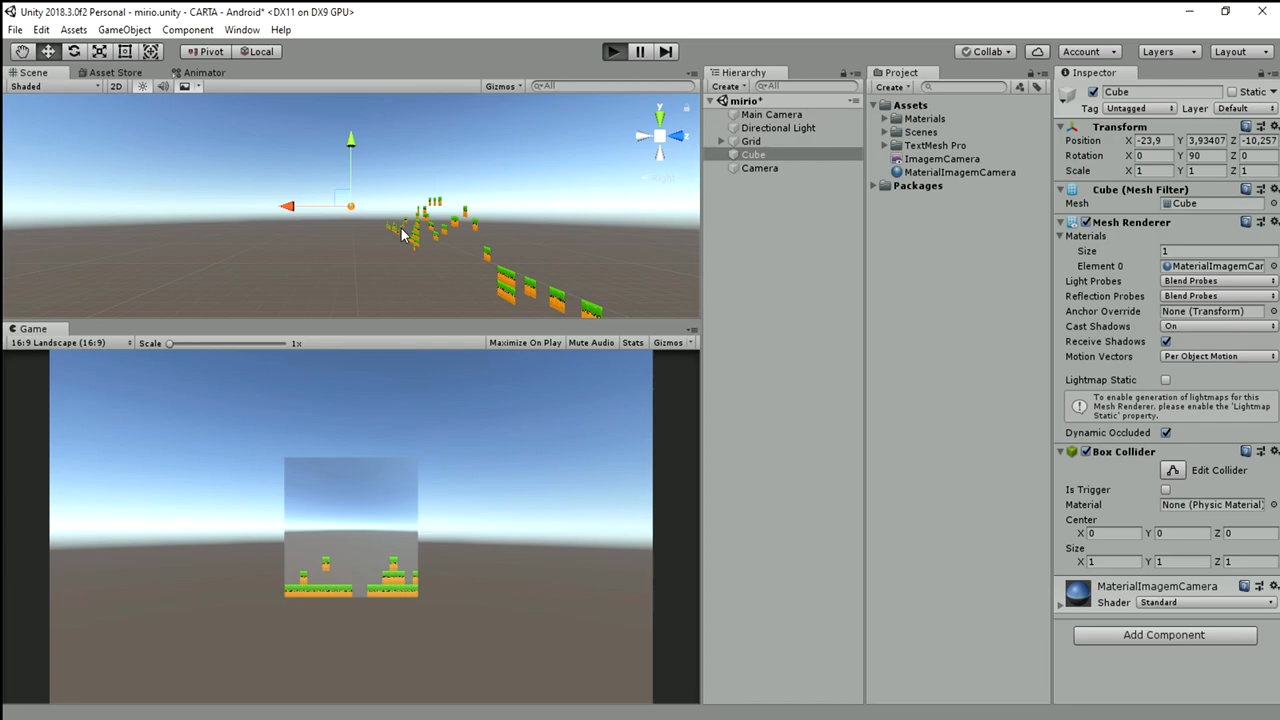 Unity 2018.3.0f2 Personal - mirio.unity - CARTA - Android* <DX11 on DX9 GPU>
File Edit Assets GameObject Component Window Help
Pivot Local Collab Account Layers Layout
Scene Asset Store Animator
Shaded 2D Gizmos All
y
z
Right
Game
16:9 Landscape (16:9) Scale 1x Maximize On Play Mute Audio Stats Gizmos
Hierarchy
Create All
mirio*
Main Camera
Directional Light
Grid
Cube
Camera
Project
Create
Assets
Materials
Scenes
TextMesh Pro
ImagemCamera
MaterialImagemCamera
Packages
Inspector
Cube Static
Tag Untagged Layer Default
Transform
Position X -23,9 Y 3,93407 Z -10,257
Rotation X 0 Y 90 Z 0
Scale X 1 Y 1 Z 1
Cube (Mesh Filter)
Mesh Cube
Mesh Renderer
Materials
Size 1
Element 0 MaterialImagemCar
Light Probes Blend Probes
Reflection Probes Blend Probes
Anchor Override None (Transform)
Cast Shadows On
Receive Shadows
Motion Vectors Per Object Motion
Lightmap Static
To enable generation of lightmaps for this
Mesh Renderer, please enable the 'Lightmap
Static' property.
Dynamic Occluded
Box Collider
Edit Collider
Is Trigger
Material None (Physic Material)
Center
X 0 Y 0 Z 0
Size
X 1 Y 1 Z 1
MaterialImagemCamera
Shader Standard
Add Component